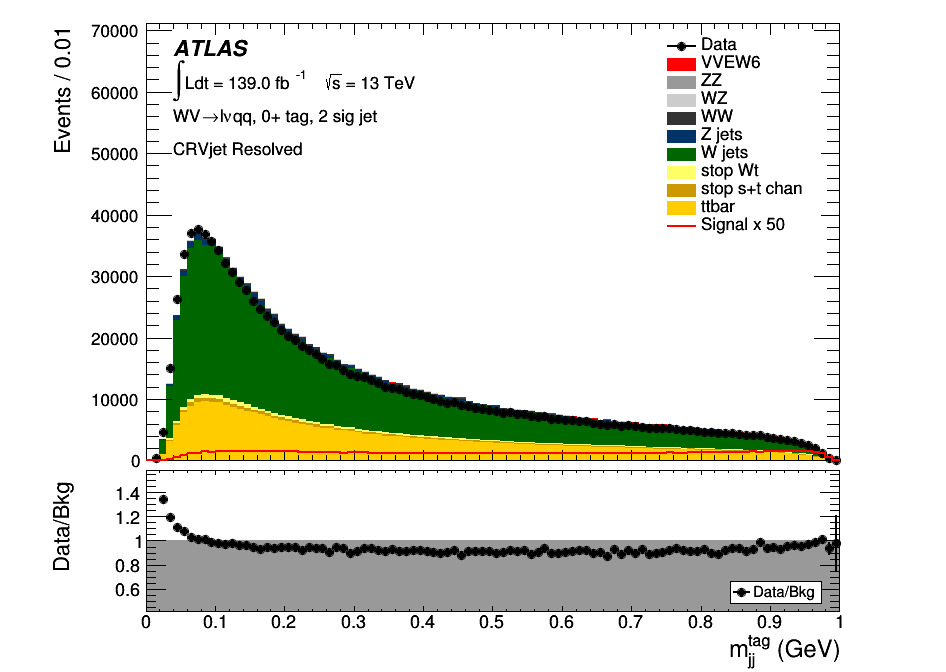 70000
60000
50000
40000
30000
20000
10000
0
Events / 0.01
ATLAS
∫Ldt = 139.0 fb⁻¹ √s = 13 TeV
WV→lνqq, 0+ tag, 2 sig jet
CRVjet Resolved
Data
VVEW6
ZZ
WZ
WW
Z jets
W jets
stop Wt
stop s+t chan
ttbar
Signal x 50
1.4
1.2
1
0.8
0.6
Data/Bkg
Data/Bkg
0 0.1 0.2 0.3 0.4 0.5 0.6 0.7 0.8 0.9 1
m_jj^tag (GeV)